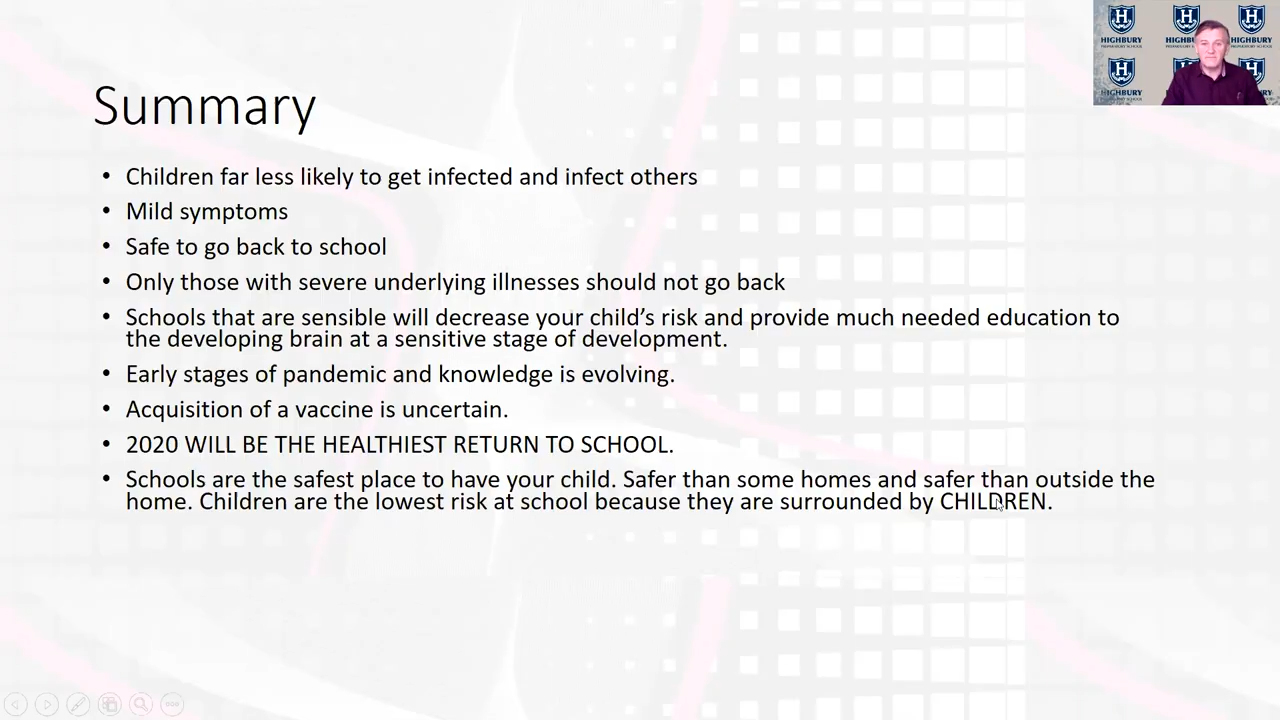 HIGHBURY HIGHBURY HIGHBURY
PREPARATORY SCHOOL
HIGHBURY
PREPARATORY SCHOOL
Summary
• Children far less likely to get infected and infect others
• Mild symptoms
• Safe to go back to school
• Only those with severe underlying illnesses should not go back
• Schools that are sensible will decrease your child’s risk and provide much needed education to
the developing brain at a sensitive stage of development.
• Early stages of pandemic and knowledge is evolving.
• Acquisition of a vaccine is uncertain.
• 2020 WILL BE THE HEALTHIEST RETURN TO SCHOOL.
• Schools are the safest place to have your child. Safer than some homes and safer than outside the
home. Children are the lowest risk at school because they are surrounded by CHILDREN.